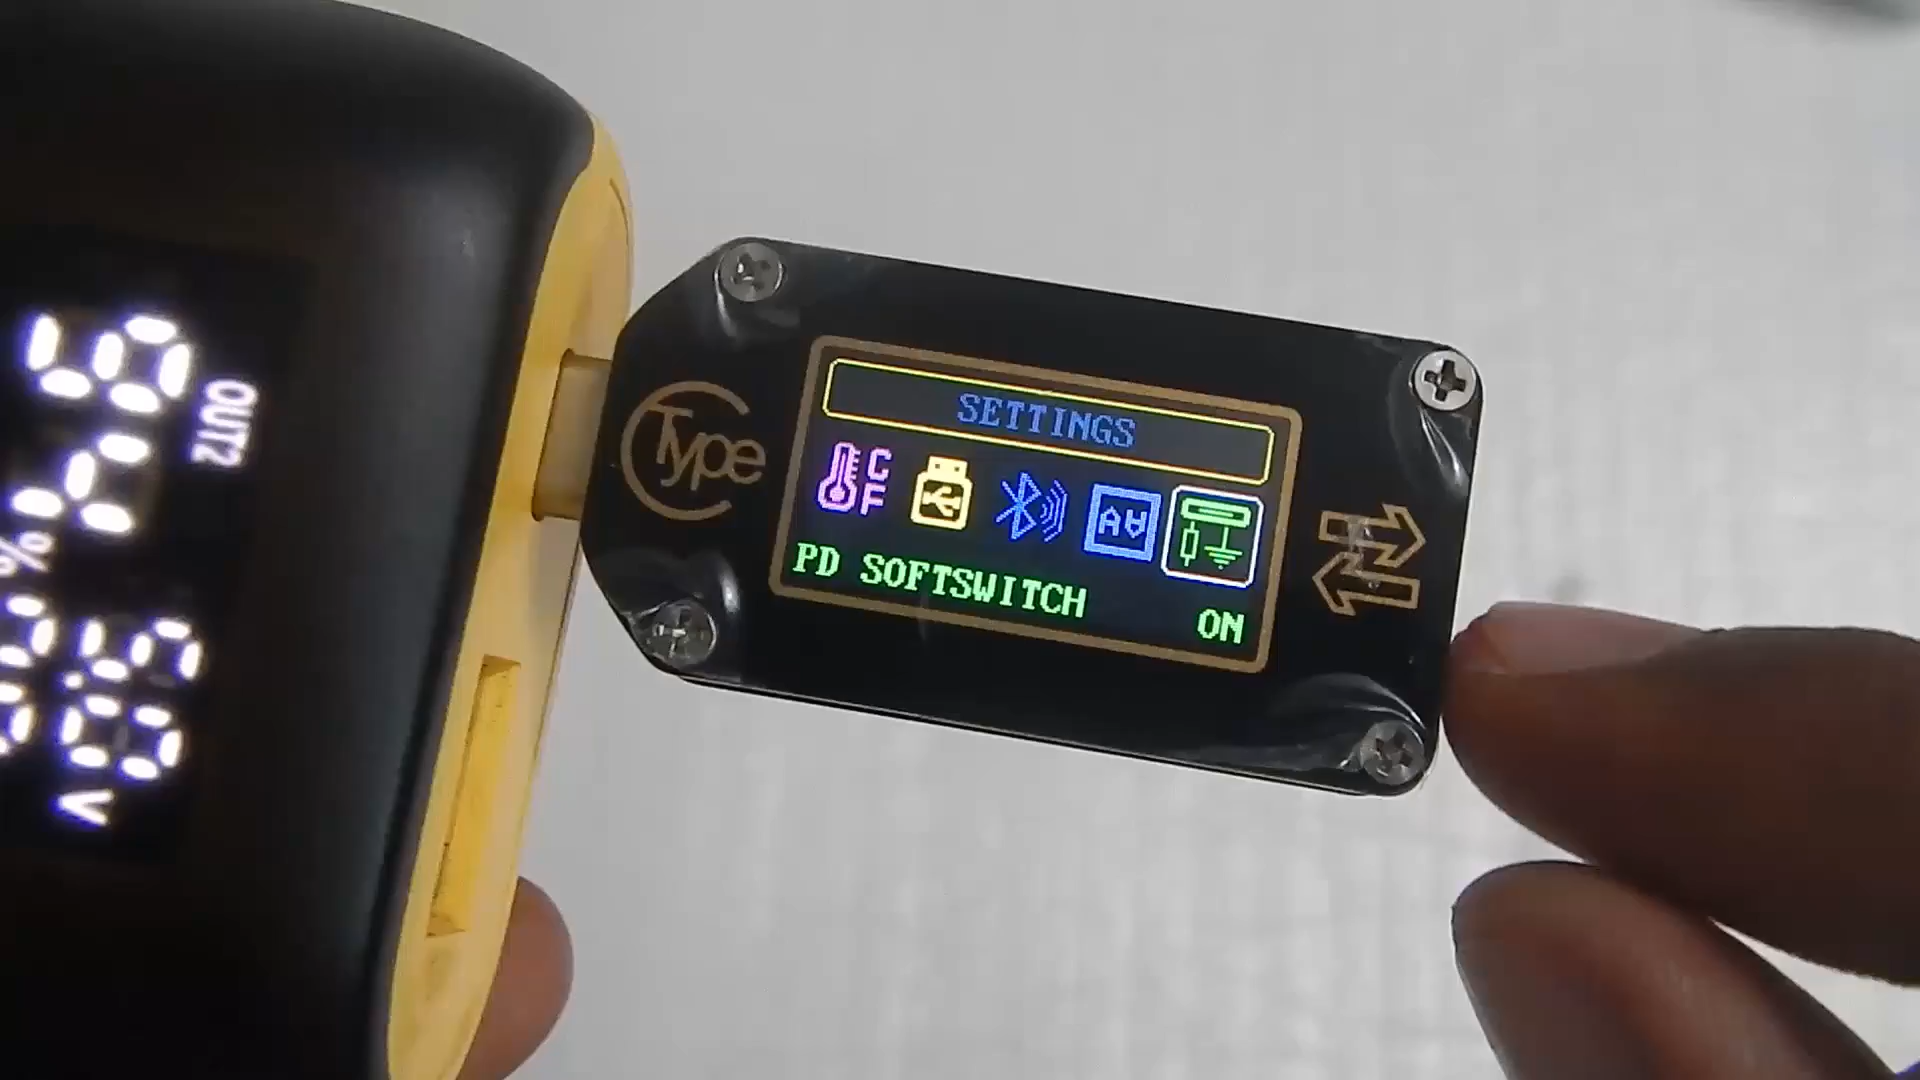 Type
SETTINGS
C
F
PD SOFTSWITCH ON
OUT2
%
V